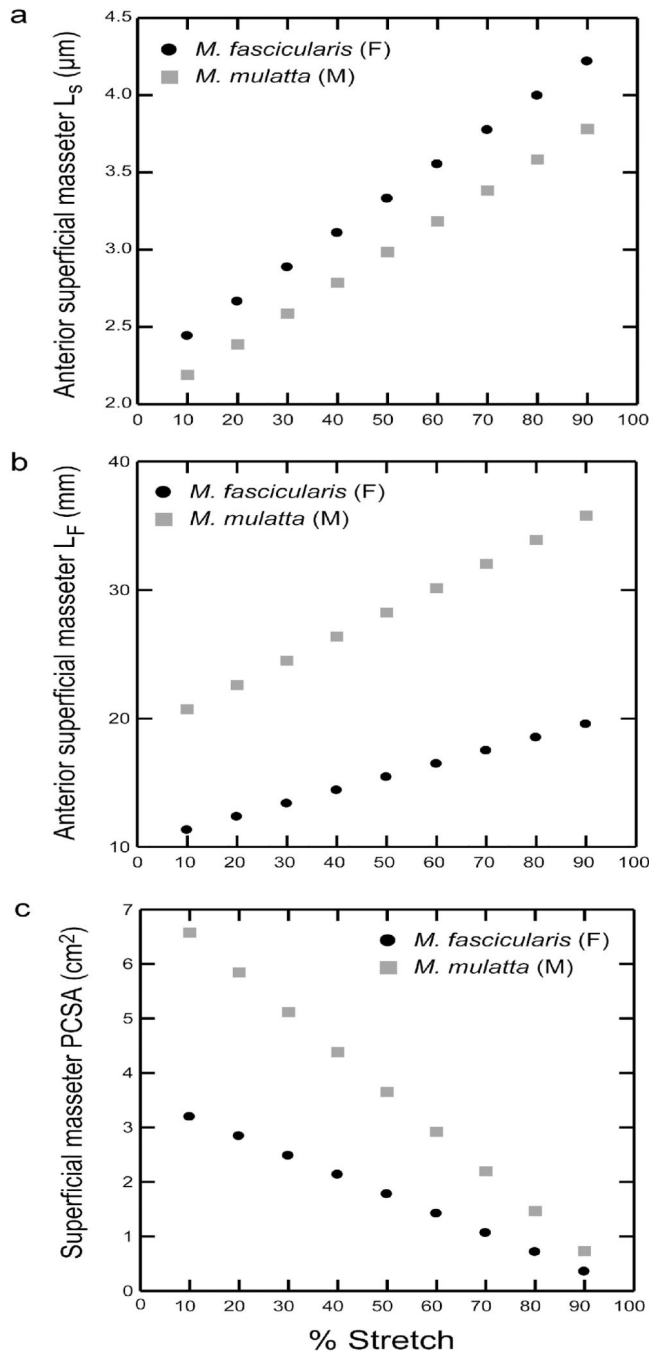 a
Anterior superficial masseter Ls (µm)
4.5
4.0
3.5
3.0
2.5
2.0
M. fascicularis (F)
M. mulatta (M)
0 10 20 30 40 50 60 70 80 90 100
b
Anterior superficial masseter LF (mm)
40
30
20
10
M. fascicularis (F)
M. mulatta (M)
0 10 20 30 40 50 60 70 80 90 100
c
Superficial masseter PCSA (cm²)
7
6
5
4
3
2
1
0
M. fascicularis (F)
M. mulatta (M)
0 10 20 30 40 50 60 70 80 90 100
% Stretch